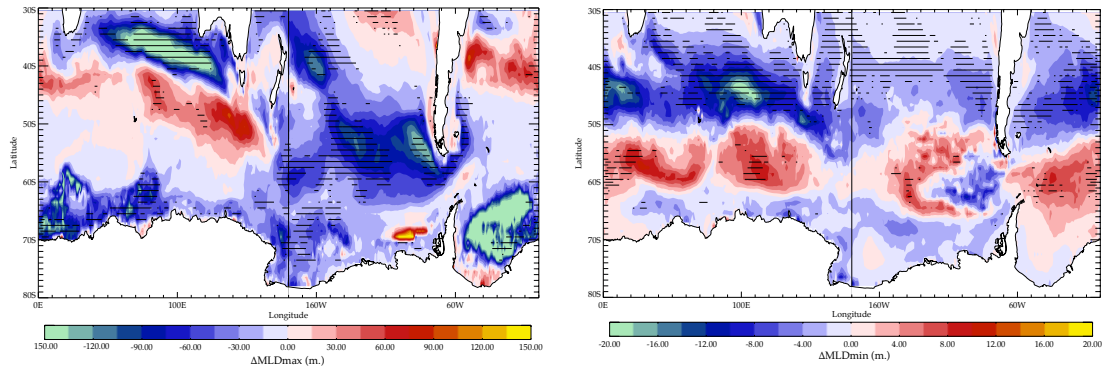 30S
40S
50S
60S
70S
80S
Latitude
0E
100E
160W
60W
Longitude
150.00
-120.00
-90.00
-60.00
-30.00
0.00
30.00
60.00
90.00
120.00
150.00
ΔMLDmax (m.)
30S
40S
50S
60S
70S
80S
Latitude
0E
100E
160W
60W
Longitude
-20.00
-16.00
-12.00
-8.00
-4.00
0.00
4.00
8.00
12.00
16.00
20.00
ΔMLDmin (m.)